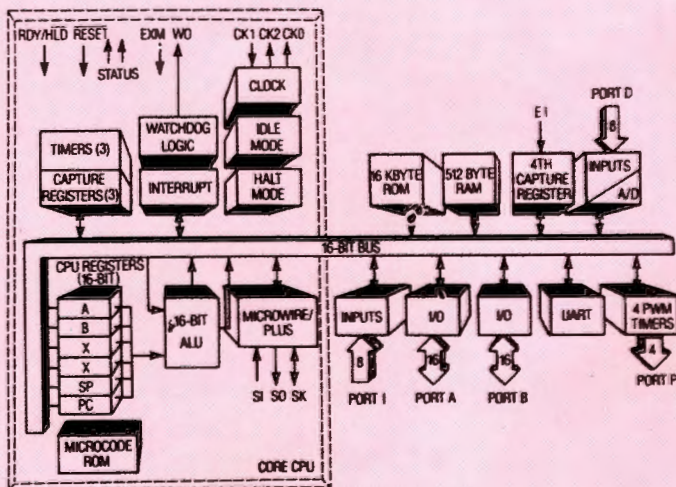 RDY/HLD RESET EXM WO CK1 CK2 CK0
STATUS
CLOCK
WATCHDOG
LOGIC
IDLE
MODE
TIMERS (3)
CAPTURE
REGISTERS (3)
INTERRUPT
HALT
MODE
PORT D
E I
8
16 KBYTE
ROM
512 BYTE
RAM
4TH
CAPTURE
REGISTER
INPUTS
A/D
16-BIT BUS
CPU REGISTERS
(16-BIT)
A
B
X
X
SP
PC
16-BIT
ALU
MICROWIRE/
PLUS
INPUTS
I/O
I/O
UART
4 PWM
TIMERS
8
16
16
4
SI SO SK
PORT I
PORT A
PORT B
PORT P
MICROCODE
ROM
CORE CPU